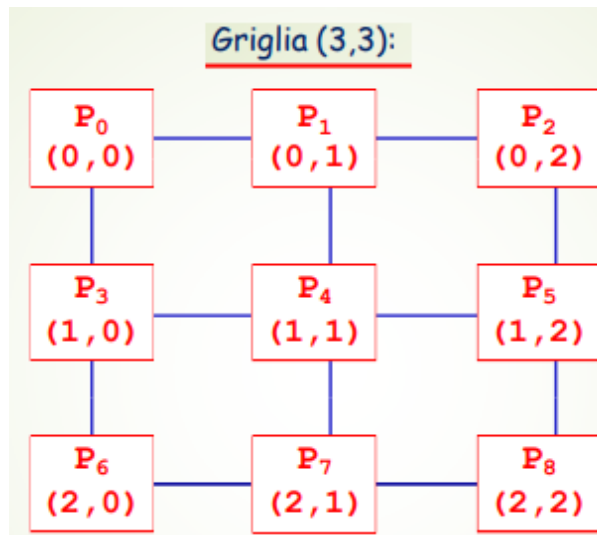 Griglia (3,3):
P₀ P₁ P₂
(0,0) (0,1) (0,2)
P₃ P₄ P₅
(1,0) (1,1) (1,2)
P₆ P₇ P₈
(2,0) (2,1) (2,2)